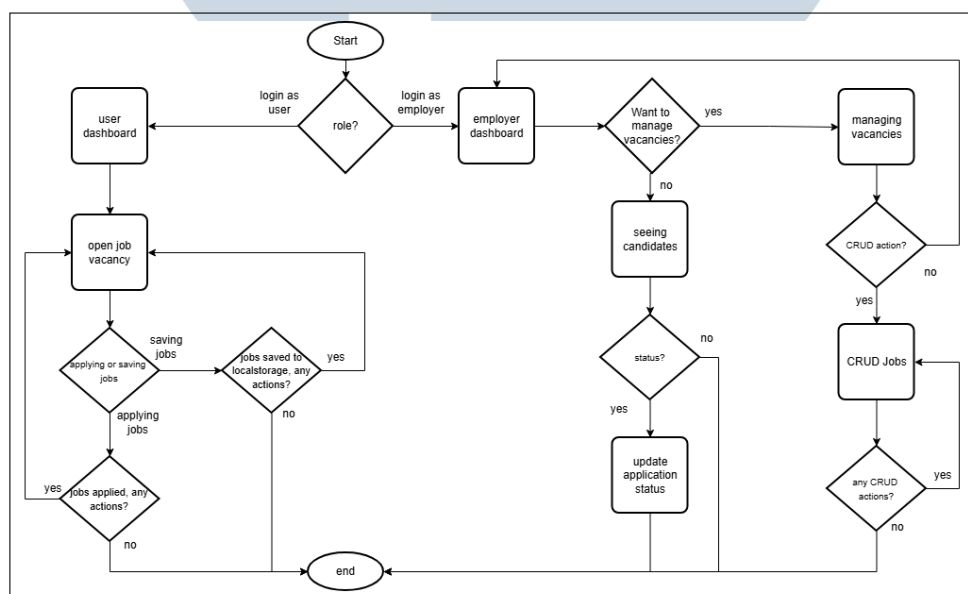 Start
login as
user
role?
login as
employer
user
dashboard
employer
dashboard
Want to
manage
vacancies?
yes
managing
vacancies
no
open job
vacancy
seeing
candidates
CRUD action?
no
yes
applying or saving
jobs
saving
jobs
jobs saved to
localstorage, any
actions?
yes
no
status?
no
yes
CRUD Jobs
applying
jobs
jobs applied, any
actions?
yes
no
update
application
status
any CRUD
actions?
yes
no
end